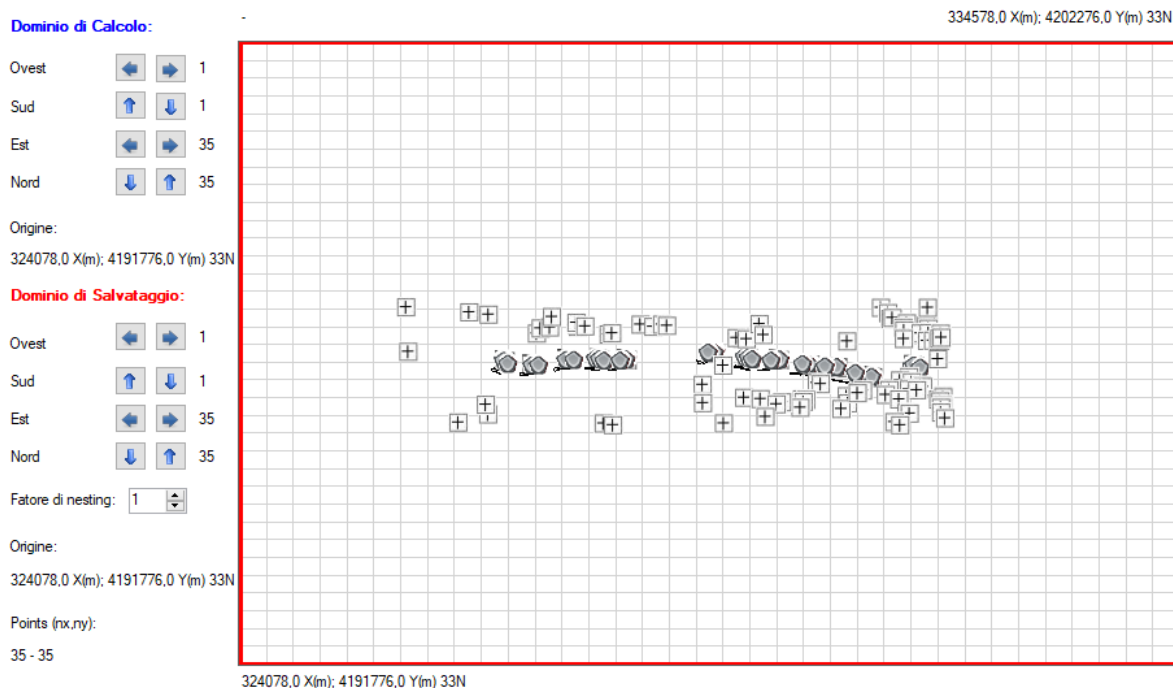 Dominio di Calcolo:
-
334578,0 X(m); 4202276,0 Y(m) 33N
Ovest 1
Sud 1
Est 35
Nord 35
Origine:
324078,0 X(m); 4191776,0 Y(m) 33N
Dominio di Salvataggio:
Ovest 1
Sud 1
Est 35
Nord 35
Fatore di nesting: 1
Origine:
324078,0 X(m); 4191776,0 Y(m) 33N
Points (nx,ny):
35 - 35
324078,0 X(m); 4191776,0 Y(m) 33N